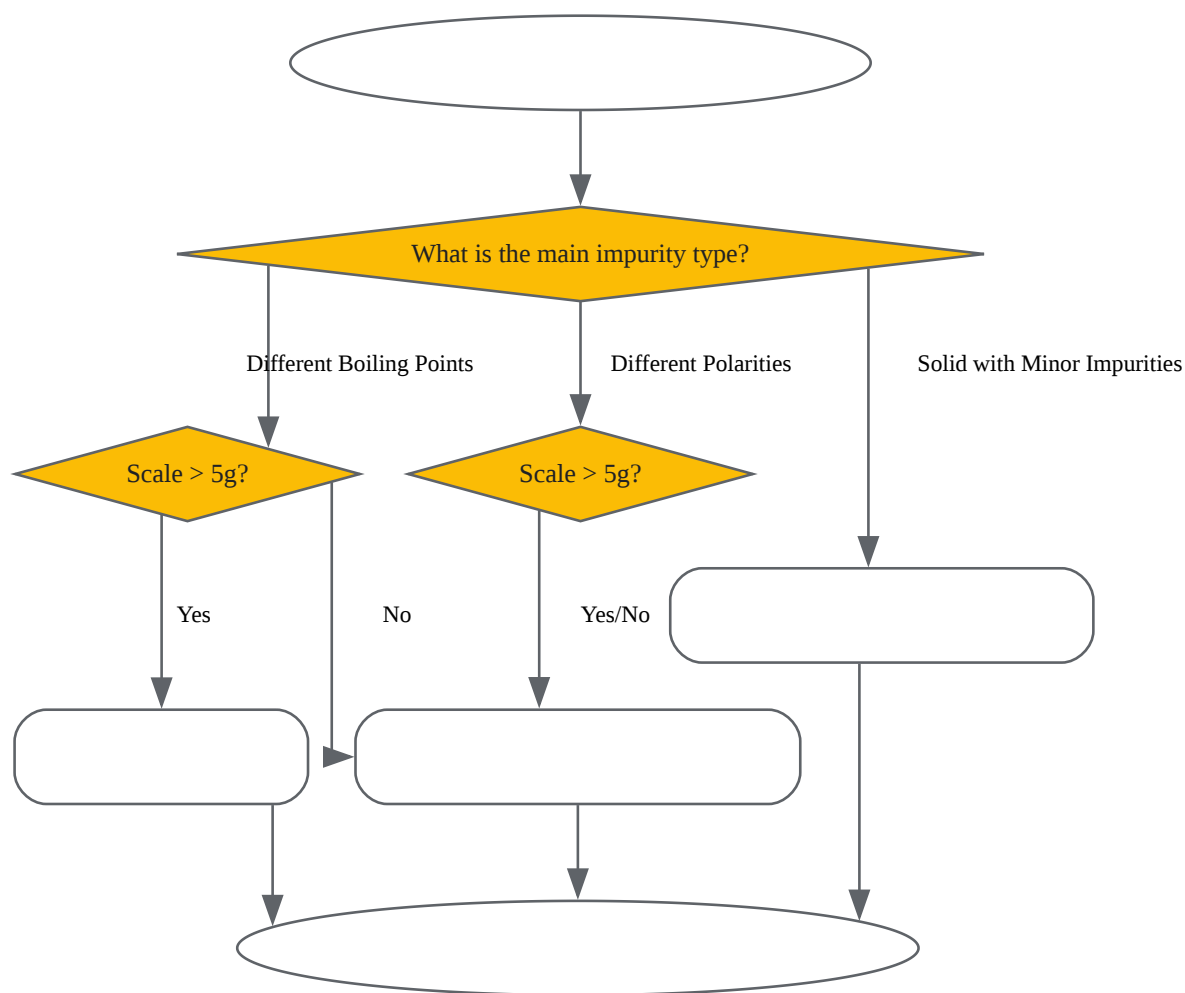 What is the main impurity type?
Different Boiling Points
Different Polarities
Solid with Minor Impurities
Scale > 5g?
Scale > 5g?
Yes
No
Yes/No